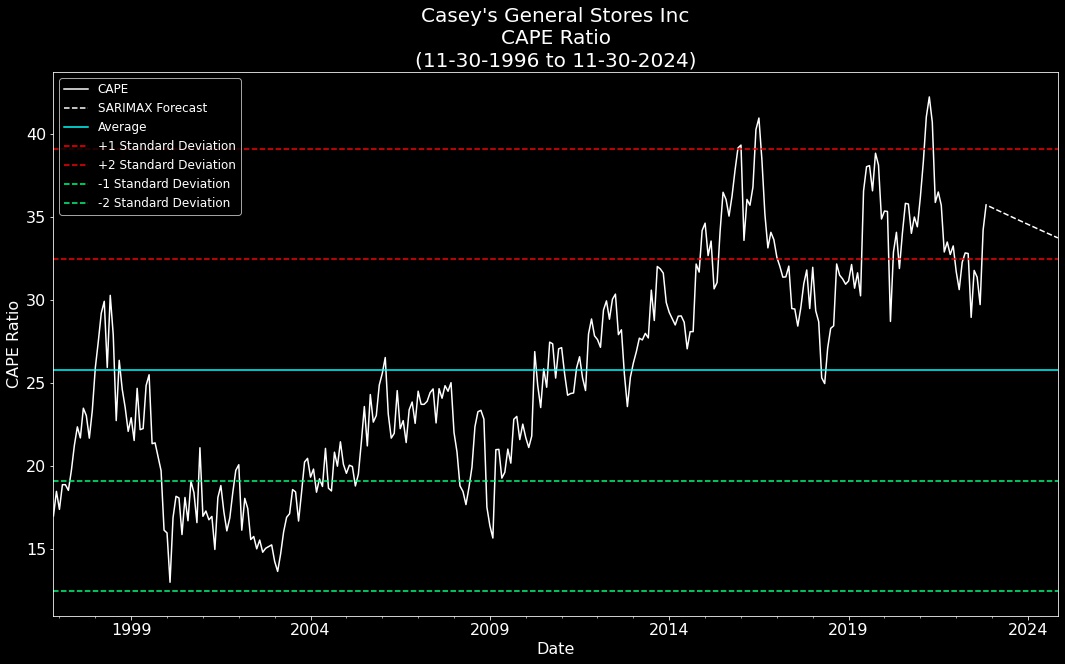 Casey's General Stores Inc
CAPE Ratio
(11-30-1996 to 11-30-2024)
CAPE
SARIMAX Forecast
Average
+1 Standard Deviation
+2 Standard Deviation
-1 Standard Deviation
-2 Standard Deviation
40
35
30
25
20
15
CAPE Ratio
1999 2004 2009 2014 2019 2024
Date